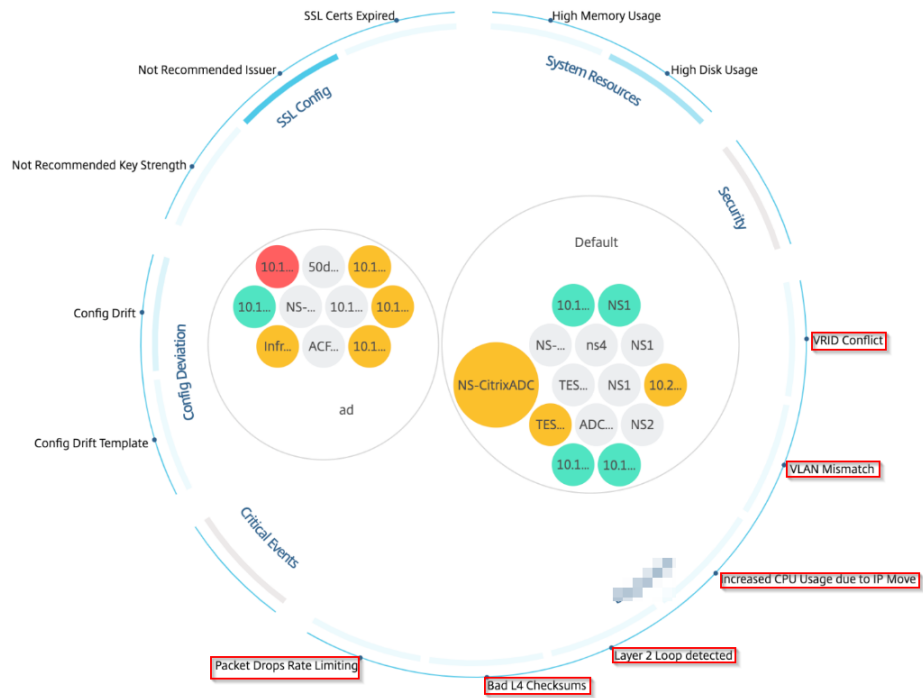 SSL Certs Expired
High Memory Usage
Not Recommended Issuer
High Disk Usage
SSL Config
System Resources
Not Recommended Key Strength
Security
Default
10.1...
50d...
10.1...
10.1...
NS-...
10.1...
10.1...
Infr...
ACF...
10.1...
ad
10.1...
NS1
NS-...
ns4
NS1
NS-CitrixADC
TES...
NS1
10.2...
TES...
ADC...
NS2
10.1...
10.1...
Config Drift
Config Deviation
Config Drift Template
VRID Conflict
VLAN Mismatch
Critical Events
Increased CPU Usage due to IP Move
Layer 2 Loop detected
Packet Drops Rate Limiting
Bad L4 Checksums